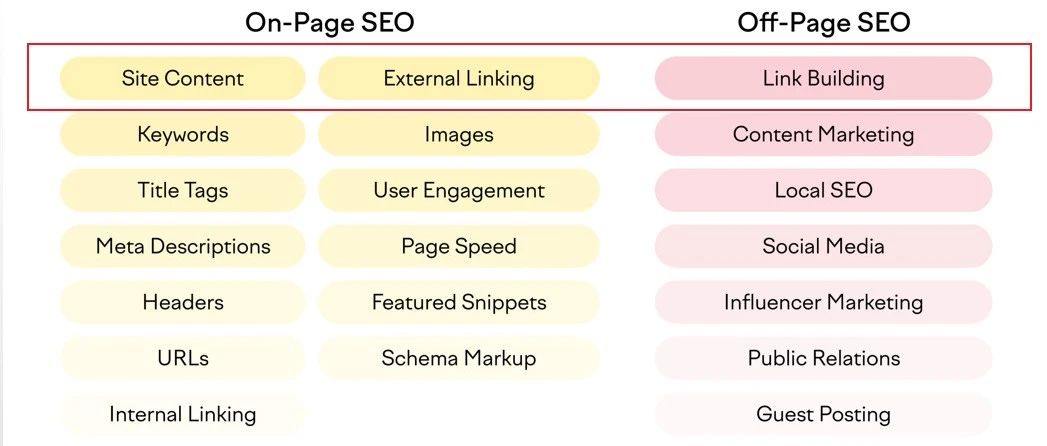 On-Page SEO
Off-Page SEO
Site Content
External Linking
Link Building
Keywords
Images
Content Marketing
Title Tags
User Engagement
Local SEO
Meta Descriptions
Page Speed
Social Media
Headers
Featured Snippets
Influencer Marketing
URLs
Schema Markup
Public Relations
Internal Linking
Guest Posting